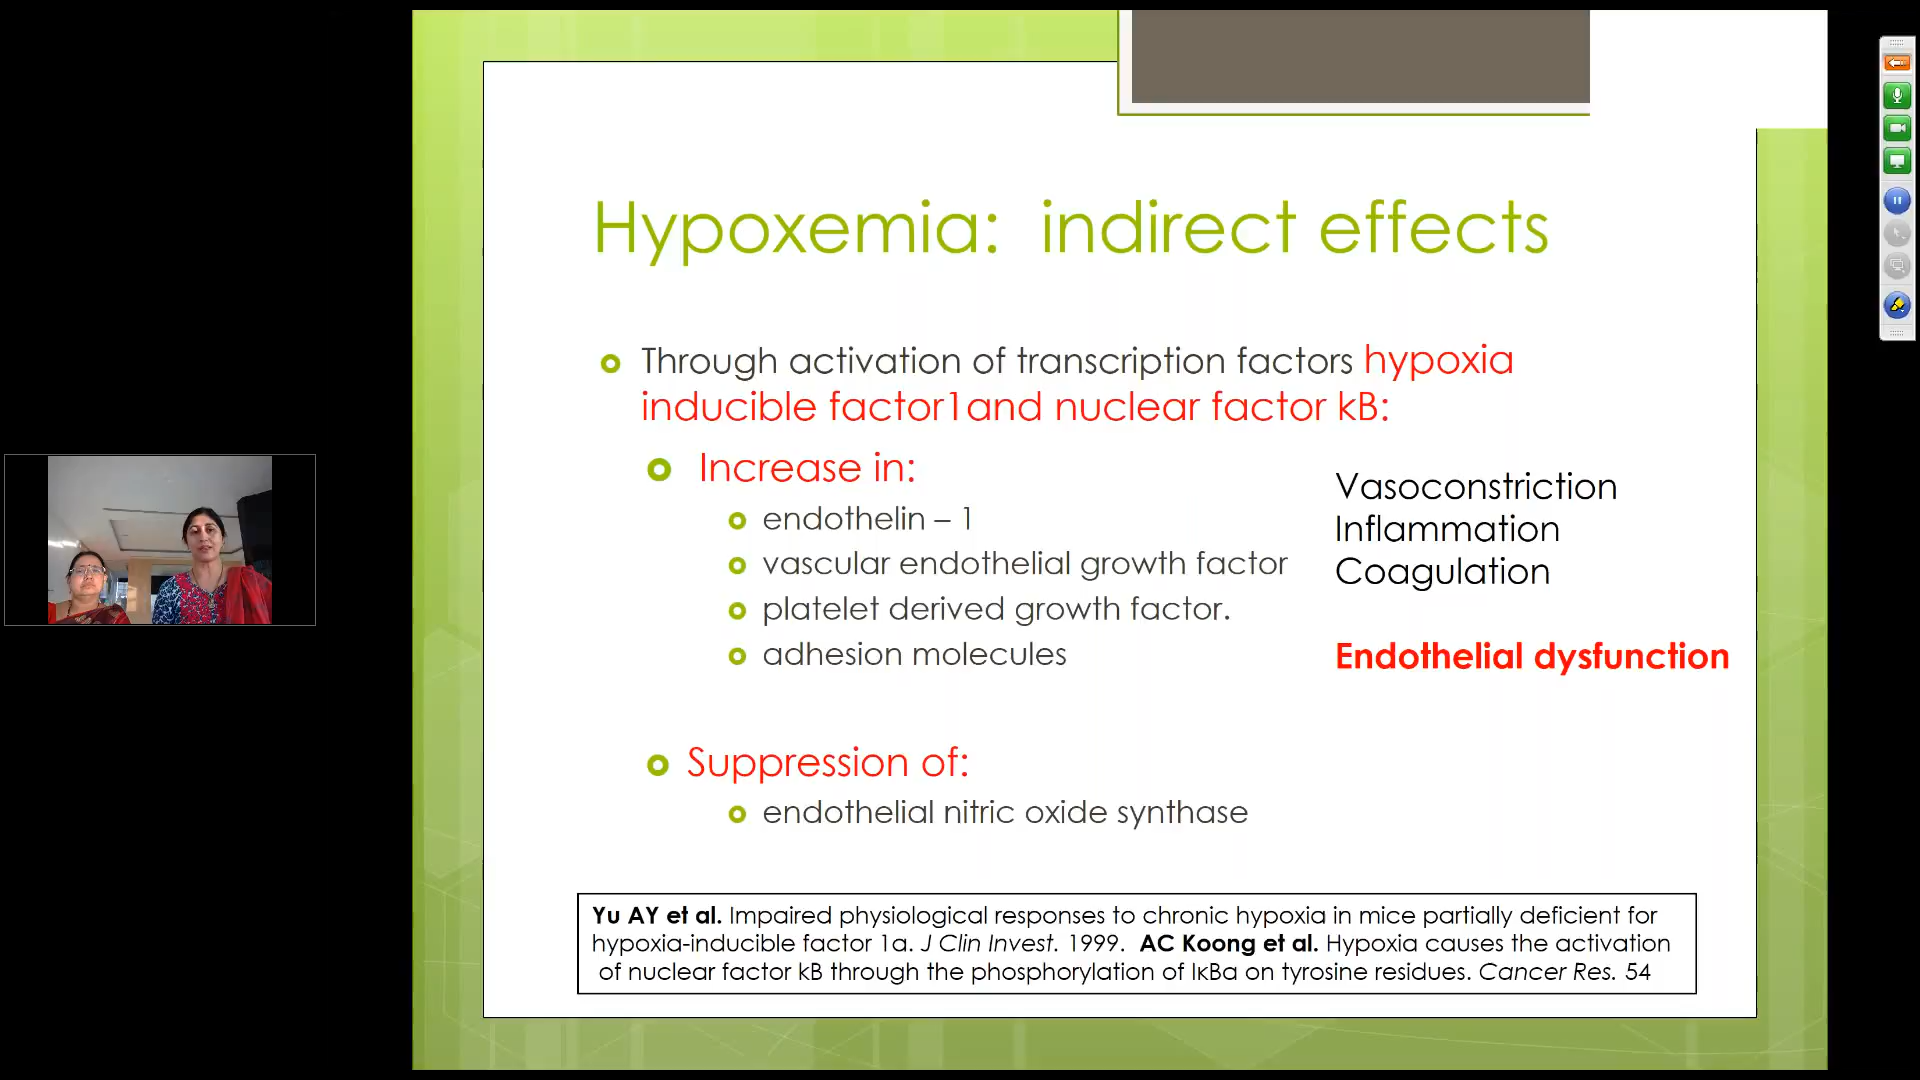 Hypoxemia: indirect effects
Through activation of transcription factors hypoxia
inducible factor1and nuclear factor kB:
Increase in:
endothelin – 1
vascular endothelial growth factor
platelet derived growth factor.
adhesion molecules
Vasoconstriction
Inflammation
Coagulation
Endothelial dysfunction
Suppression of:
endothelial nitric oxide synthase
Yu AY et al. Impaired physiological responses to chronic hypoxia in mice partially deficient for
hypoxia-inducible factor 1a. J Clin Invest. 1999. AC Koong et al. Hypoxia causes the activation
of nuclear factor kB through the phosphorylation of IκBa on tyrosine residues. Cancer Res. 54